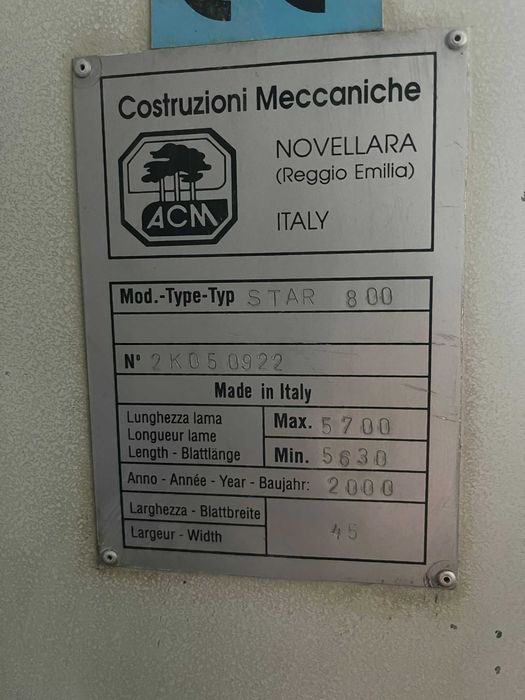 Costruzioni Meccaniche
ACM
NOVELLARA
(Reggio Emilia)
ITALY
Mod.-Type-Typ STAR 800
N° 2K050922
Made in Italy
Lunghezza lama
Longueur lame
Length - Blattlänge
Max. 5700
Min. 5630
Anno - Année - Year - Baujahr: 2000
Larghezza - Blattbreite
Largeur - Width
45